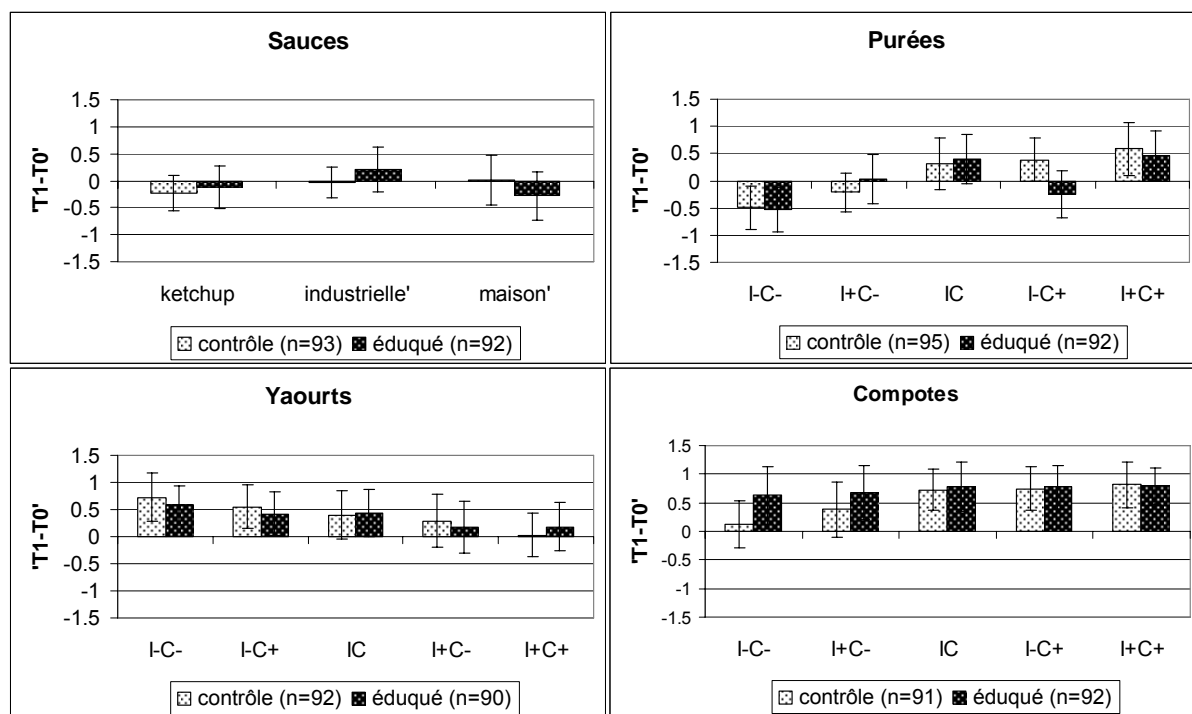 Sauces
1.5
1
0.5
0
-0.5
-1
-1.5
'T1-T0'
ketchup industrielle' maison'
contrôle (n=93) éduqué (n=92)
Purées
1.5
1
0.5
0
-0.5
-1
-1.5
'T1-T0'
I-C- I+C- IC I-C+ I+C+
contrôle (n=95) éduqué (n=92)
Yaourts
1.5
1
0.5
0
-0.5
-1
-1.5
'T1-T0'
I-C- I-C+ IC I+C- I+C+
contrôle (n=92) éduqué (n=90)
Compotes
1.5
1
0.5
0
-0.5
-1
-1.5
'T1-T0'
I-C- I+C- IC I-C+ I+C+
contrôle (n=91) éduqué (n=92)